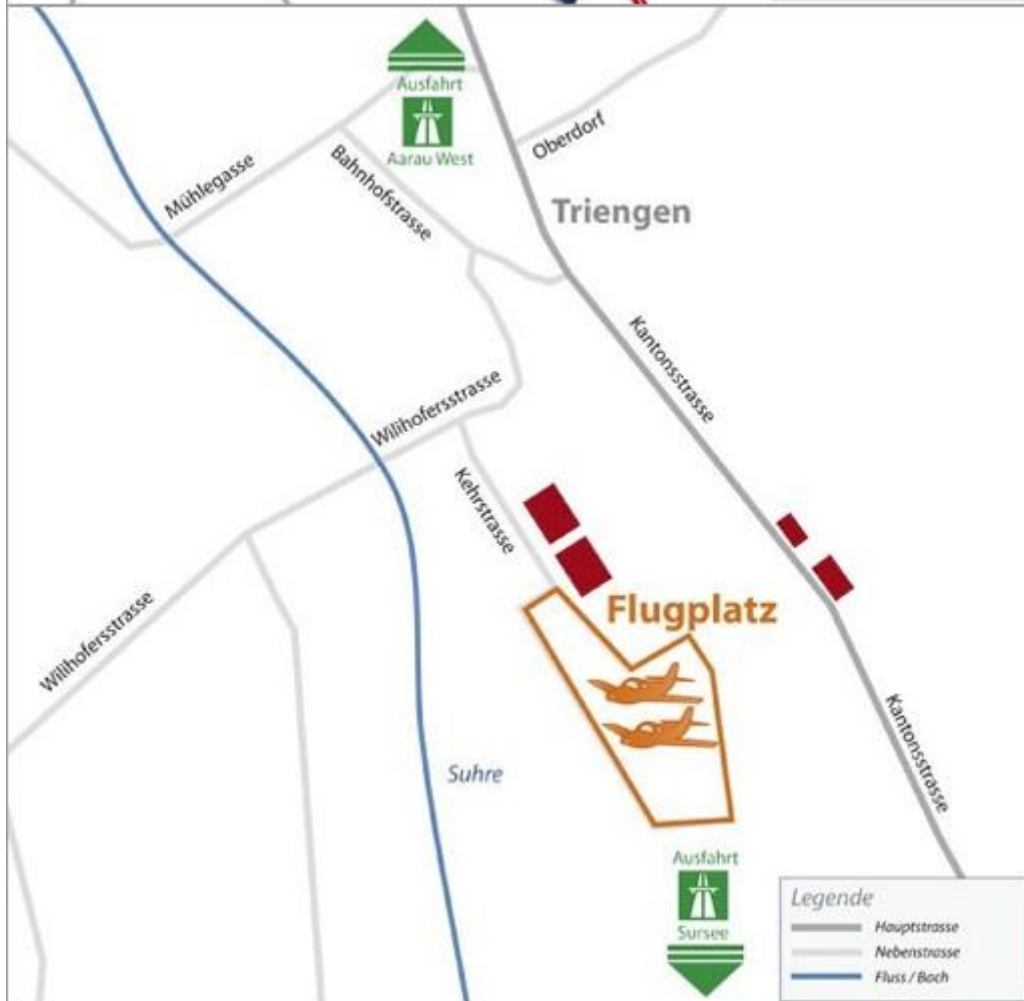 Ausfahrt
Aarau West
Oberdorf
Mühlegasse
Bahnhofstrasse
Triengen
Kantonsstrasse
Wilihofersstrasse
Kehrstrasse
Flugplatz
Wilihofersstrasse
Kantonsstrasse
Suhre
Ausfahrt
Sursee
Legende
Hauptstrasse
Nebenstrasse
Fluss / Bach